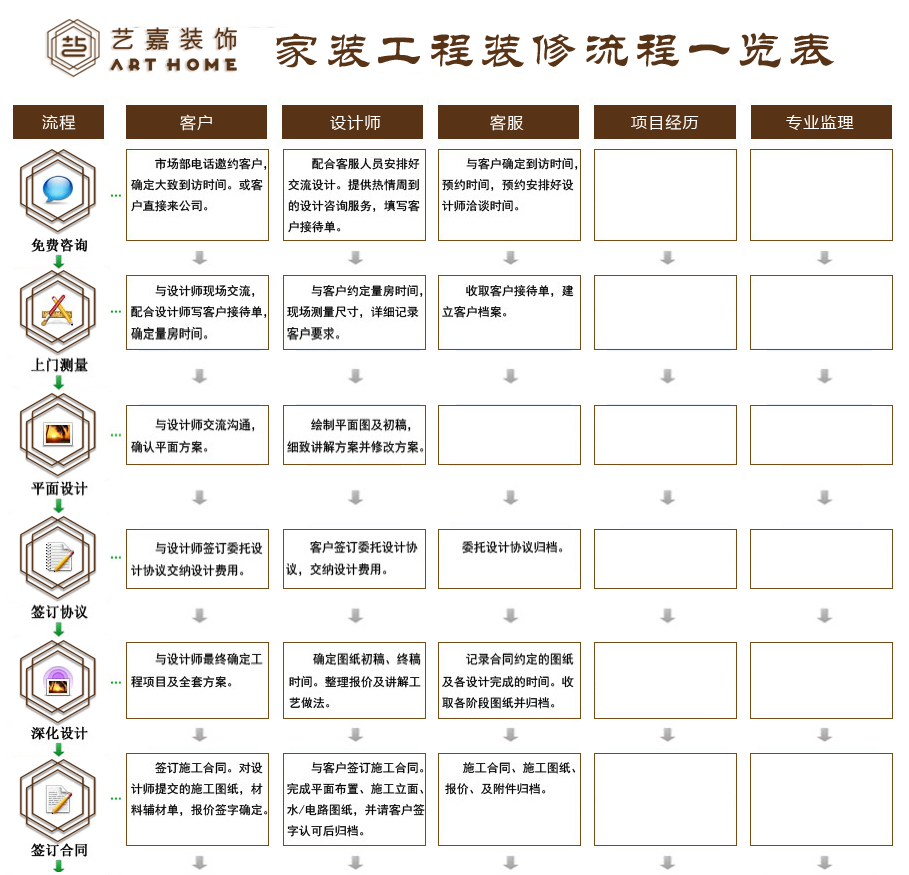 艺嘉装饰
ART HOME
家装工程装修流程一览表
流程
客户
设计师
客服
项目经历
专业监理
免费咨询
市场部电话邀约客户,
确定大致到访时间。或客
户直接来公司。
配合客服人员安排好
交流设计。提供热情周到
的设计咨询服务，填写客
户接待单。
与客户确定到访时间,
预约时间，预约安排好设
计师洽谈时间。
上门测量
与设计师现场交流，
配合设计师写客户接待单,
确定量房时间。
与客户约定量房时间,
现场测量尺寸，详细记录
客户要求。
收取客户接待单，建
立客户档案。
平面设计
与设计师交流沟通，
确认平面方案。
绘制平面图及初稿，
细致讲解方案并修改方案。
签订协议
与设计师签订委托设
计协议交纳设计费用。
客户签订委托设计协
议，交纳设计费用。
委托设计协议归档。
深化设计
与设计师最终确定工
程项目及全套方案。
确定图纸初稿、终稿
时间。整理报价及讲解工
艺做法。
记录合同约定的图纸
及各设计完成的时间。收
取各阶段图纸并归档。
签订合同
签订施工合同。对设
计师提交的施工图纸，材
料辅材单，报价签字确定。
与客户签订施工合同。
完成平面布置、施工立面、
水/电路图纸，并请客户签
字认可后归档。
施工合同、施工图纸、
报价、及附件归档。